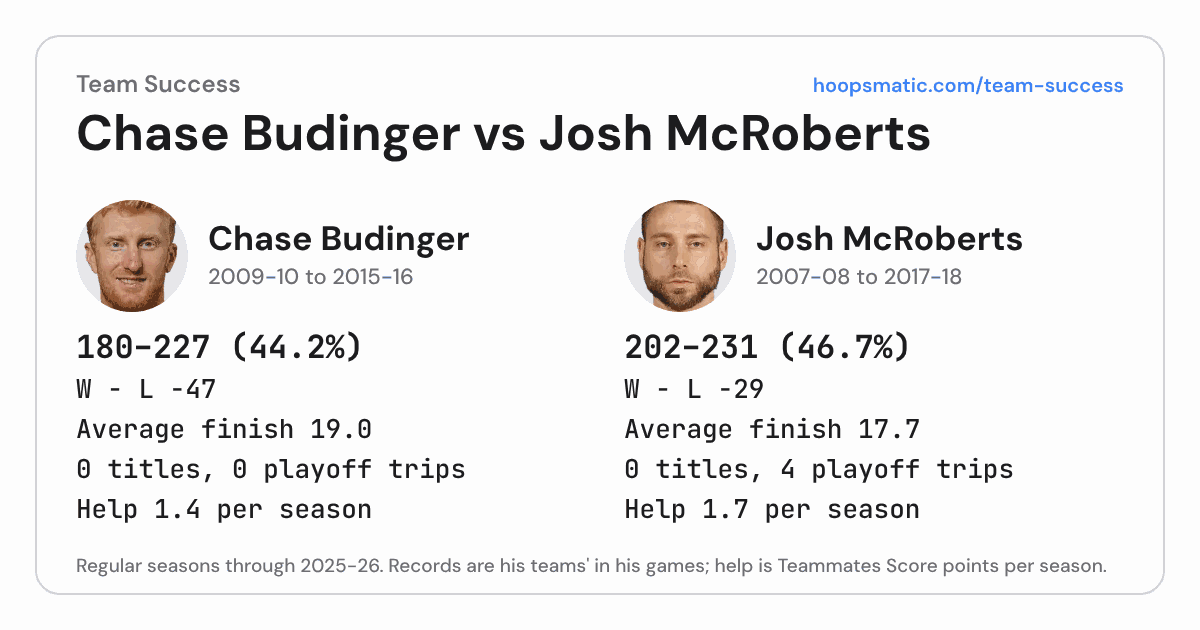 Team Success
hoopsmatic.com/team-success
Chase Budinger vs Josh McRoberts
Chase Budinger
2009-10 to 2015-16
180-227 (44.2%)
W - L -47
Average finish 19.0
0 titles, 0 playoff trips
Help 1.4 per season
Josh McRoberts
2007-08 to 2017-18
202-231 (46.7%)
W - L -29
Average finish 17.7
0 titles, 4 playoff trips
Help 1.7 per season
Regular seasons through 2025-26. Records are his teams' in his games; help is Teammates Score points per season.